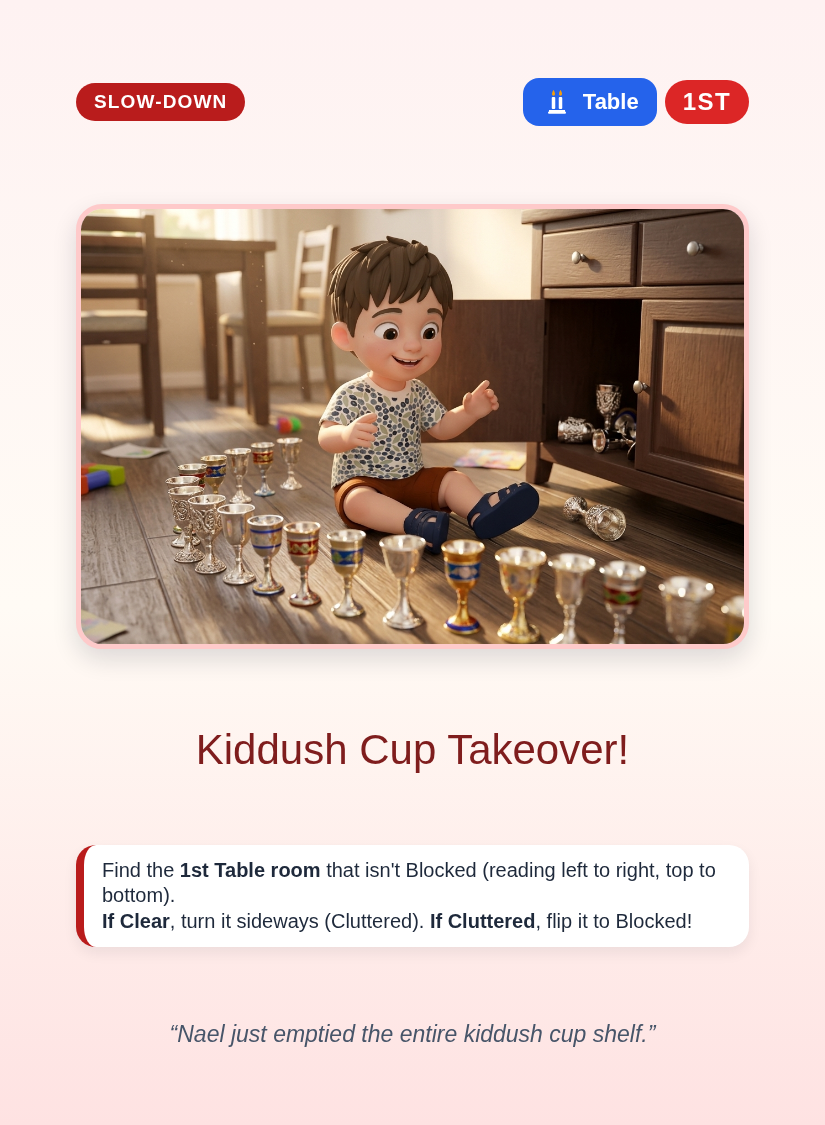 SLOW-DOWN
Table
1ST
Kiddush Cup Takeover!
Find the 1st Table room that isn't Blocked (reading left to right, top to
bottom).
If Clear, turn it sideways (Cluttered). If Cluttered, flip it to Blocked!
“Nael just emptied the entire kiddush cup shelf.”